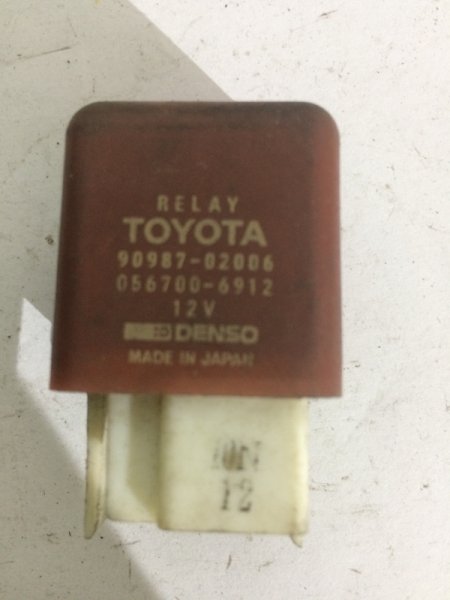 RELAY
TOYOTA
90987-02006
056700-6912
12V
DENSO
MADE IN JAPAN
12